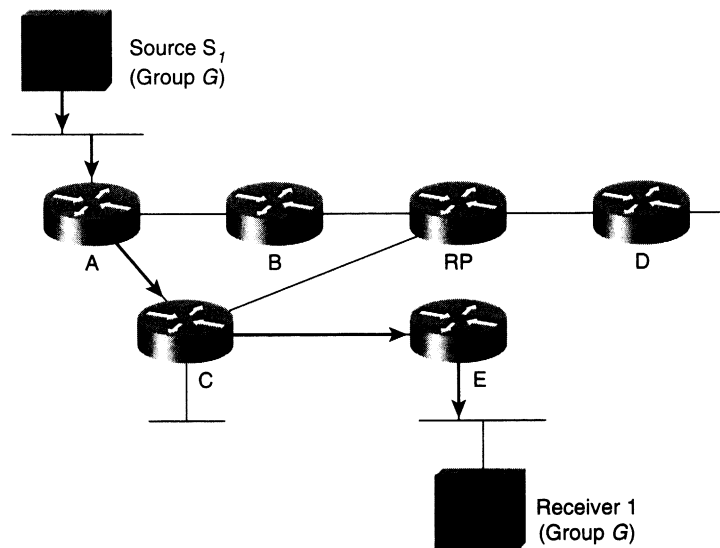 Source S1
(Group G)
A
B
RP
D
C
E
Receiver 1
(Group G)